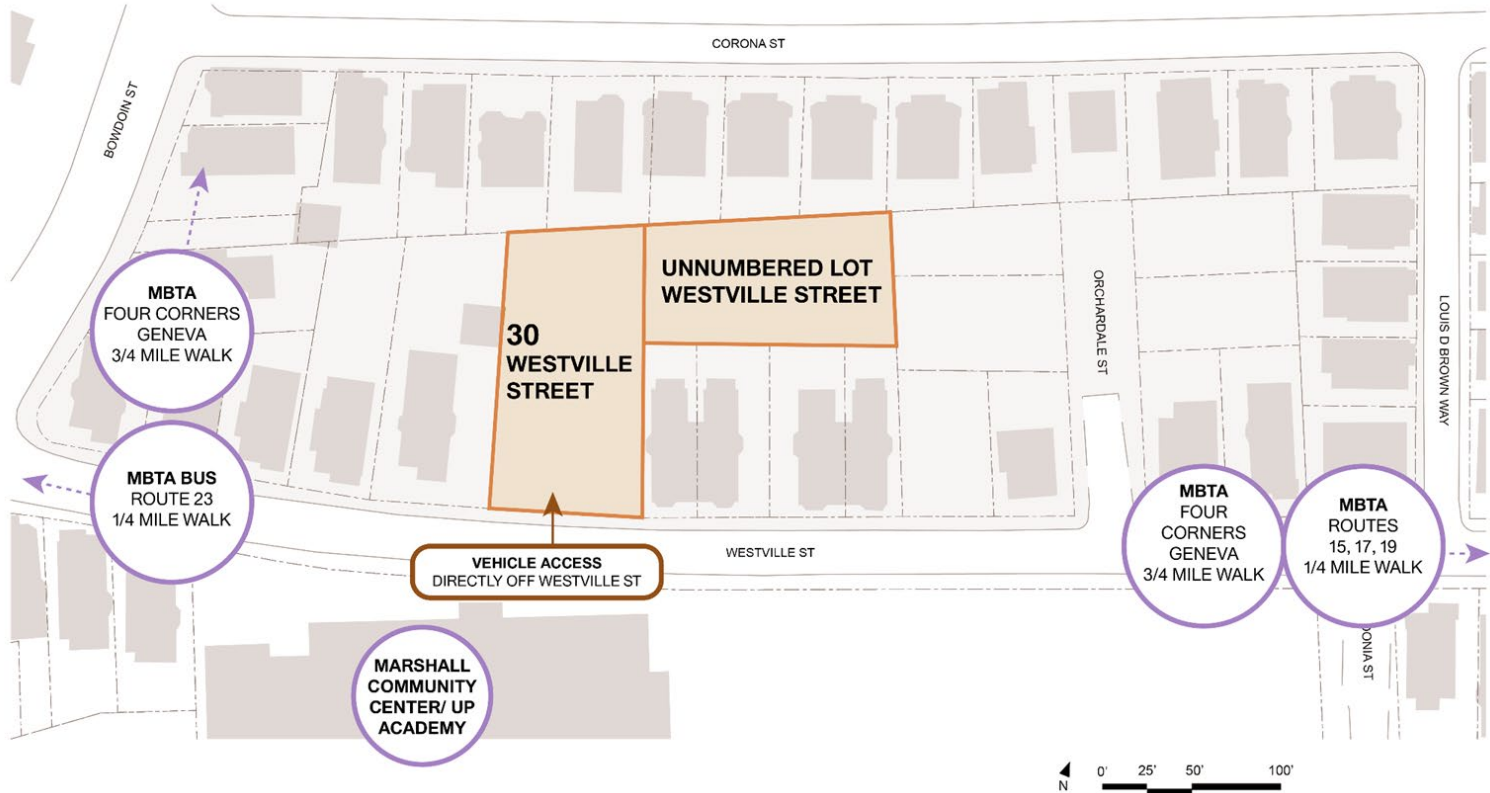 CORONA ST
BOWDOIN ST
UNNUMBERED LOT
WESTVILLE STREET
30
WESTVILLE
STREET
ORCHARDALE ST
LOUIS D BROWN WAY
MBTA
FOUR CORNERS
GENEVA
3/4 MILE WALK
MBTA BUS
ROUTE 23
1/4 MILE WALK
VEHICLE ACCESS
DIRECTLY OFF WESTVILLE ST
WESTVILLE ST
MBTA
FOUR
CORNERS
GENEVA
3/4 MILE WALK
MBTA
ROUTES
15, 17, 19
1/4 MILE WALK
MARSHALL
COMMUNITY
CENTER/ UP
ACADEMY
ST
N
0' 25' 50' 100'